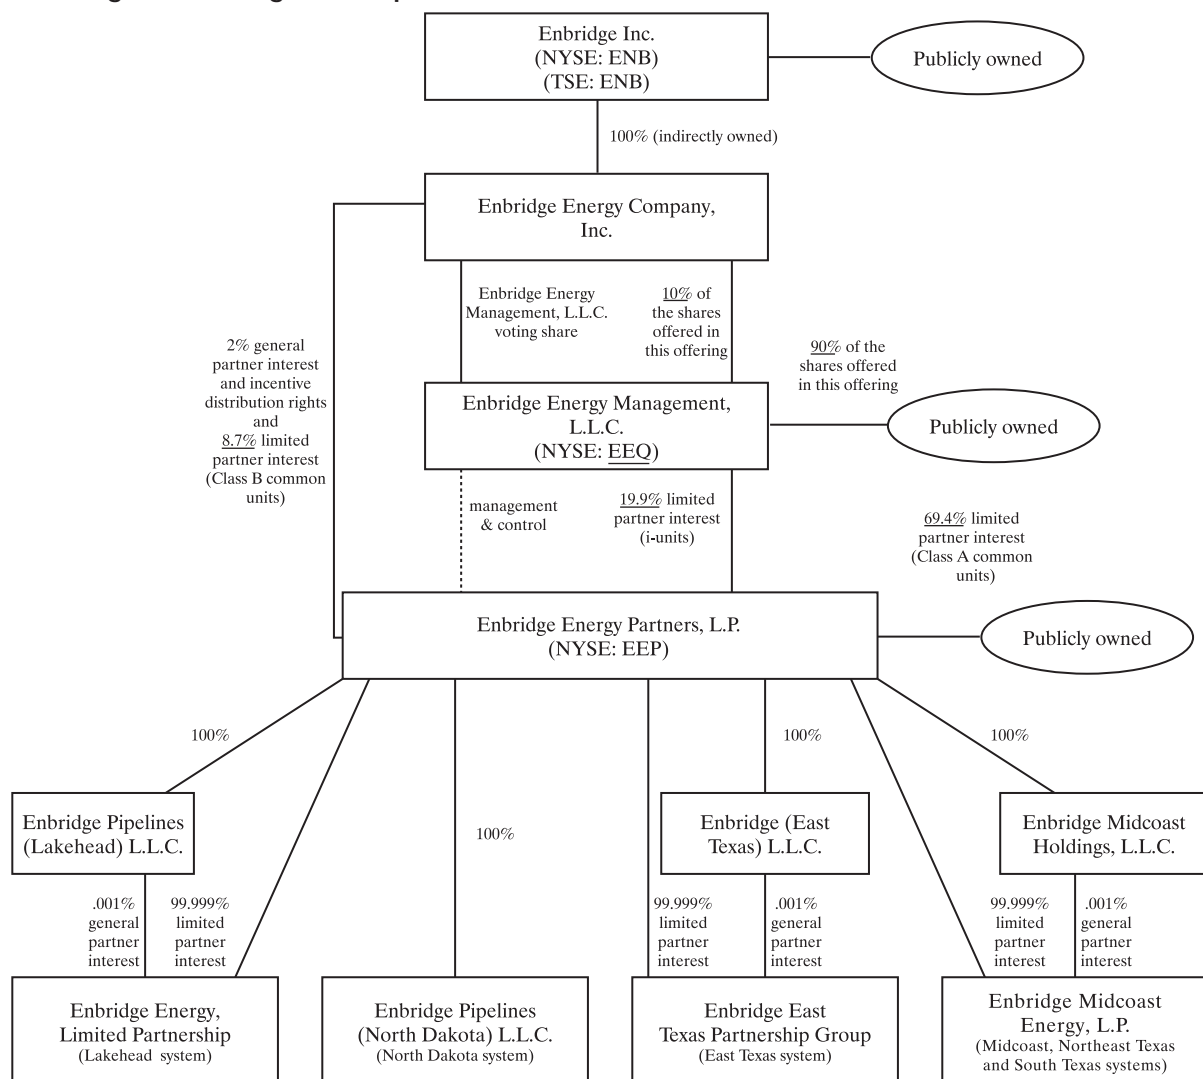 Enbridge Inc.
(NYSE: ENB)
(TSE: ENB)
Publicly owned
100% (indirectly owned)
Enbridge Energy Company,
Inc.
Enbridge Energy
Management, L.L.C.
voting share
10% of
the shares
offered in
this offering
90% of the
shares offered
in this offering
2% general
partner interest
and incentive
distribution rights
and
8.7% limited
partner interest
(Class B common
units)
Enbridge Energy Management,
L.L.C.
(NYSE: EEQ)
Publicly owned
management
& control
19.9% limited
partner interest
(i-units)
69.4% limited
partner interest
(Class A common
units)
Enbridge Energy Partners, L.P.
(NYSE: EEP)
Publicly owned
100%
100%
100%
100%
Enbridge Pipelines
(Lakehead) L.L.C.
Enbridge (East
Texas) L.L.C.
Enbridge Midcoast
Holdings, L.L.C.
.001%
general
partner
interest
99.999%
limited
partner
interest
99.999%
limited
partner
interest
.001%
general
partner
interest
99.999%
limited
partner
interest
.001%
general
partner
interest
Enbridge Energy,
Limited Partnership
(Lakehead system)
Enbridge Pipelines
(North Dakota) L.L.C.
(North Dakota system)
Enbridge East
Texas Partnership Group
(East Texas system)
Enbridge Midcoast
Energy, L.P.
(Midcoast, Northeast Texas
and South Texas systems)